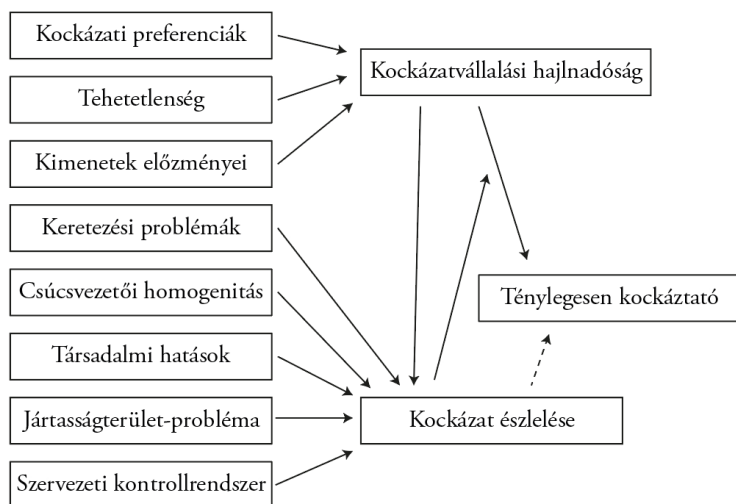 Kockázati preferenciák
Kockázatvállalási hajlnadóság
Tehetetlenség
Kimenetek előzményei
Keretezési problémák
Csúcsvezetői homogenitás
Ténylegesen kockáztató
Társadalmi hatások
Jártasságterület-probléma
Kockázat észlelése
Szervezeti kontrollrendszer